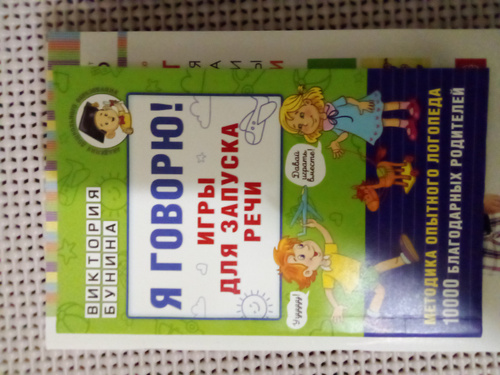 ВИКТОРИЯ
БУНИНА
Я ГОВОРЮ!
ИГРЫ
ДЛЯ ЗАПУСКА
РЕЧИ
Давай
играть
вместе!
МЕТОДИКА ОПЫТНОГО ЛОГОПЕДА
10000 БЛАГОДАРНЫХ РОДИТЕЛЕЙ